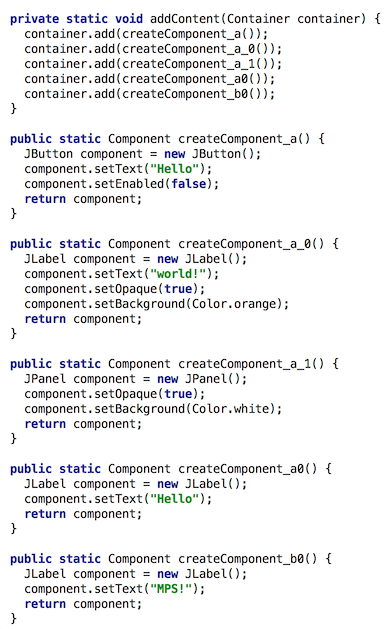 private static void addContent(Container container) {
container.add(createComponent_a());
container.add(createComponent_a_0());
container.add(createComponent_a_1());
container.add(createComponent_a0());
container.add(createComponent_b0());
}
public static Component createComponent_a() {
JButton component = new JButton();
component.setText("Hello");
component.setEnabled(false);
return component;
}
public static Component createComponent_a_0() {
JLabel component = new JLabel();
component.setText("world!");
component.setOpaque(true);
component.setBackground(Color.orange);
return component;
}
public static Component createComponent_a_1() {
JPanel component = new JPanel();
component.setOpaque(true);
component.setBackground(Color.white);
return component;
}
public static Component createComponent_a0() {
JLabel component = new JLabel();
component.setText("Hello");
return component;
}
public static Component createComponent_b0() {
JLabel component = new JLabel();
component.setText("MPS!");
return component;
}